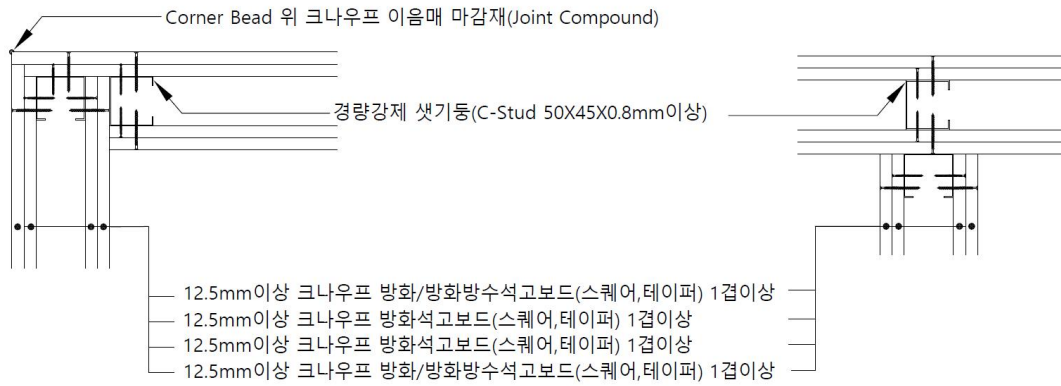 Corner Bead 위 크나우프 이음매 마감재(Joint Compound)
경량강제 샛기둥(C-Stud 50X45X0.8mm이상)
12.5mm이상 크나우프 방화/방화방수석고보드(스퀘어,테이퍼) 1겹이상
12.5mm이상 크나우프 방화석고보드(스퀘어,테이퍼) 1겹이상
12.5mm이상 크나우프 방화석고보드(스퀘어,테이퍼) 1겹이상
12.5mm이상 크나우프 방화/방화방수석고보드(스퀘어,테이퍼) 1겹이상